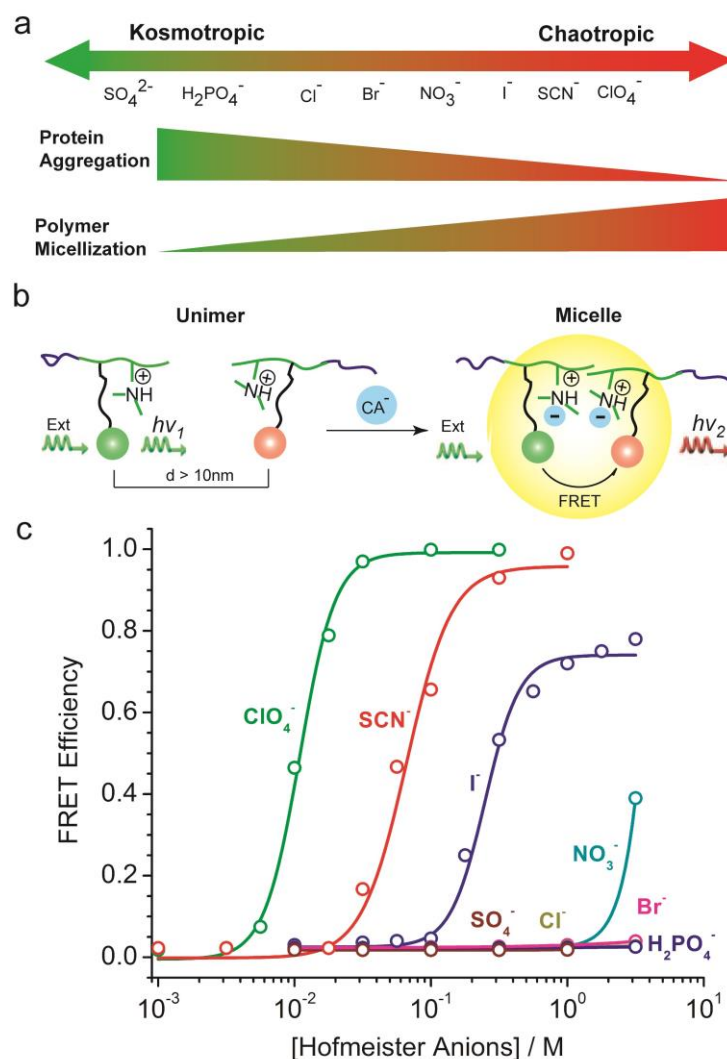 a
Kosmotropic Chaotropic
SO₄²⁻ H₂PO₄⁻ Cl⁻ Br⁻ NO₃⁻ I⁻ SCN⁻ ClO₄⁻
Protein
Aggregation
Polymer
Micellization
b
Unimer Micelle
⊕ NH ⊕ NH CA⁻ ⊕ NH ⊕ NH
Ext hv₁ Ext hv₂
d > 10nm FRET
c
FRET Efficiency
1.0
0.8
0.6
0.4
0.2
0.0
ClO₄⁻
SCN⁻
I⁻
NO₃⁻
SO₄⁻ Cl⁻ Br⁻
H₂PO₄⁻
10⁻³ 10⁻² 10⁻¹ 10⁰ 10¹
[Hofmeister Anions] / M